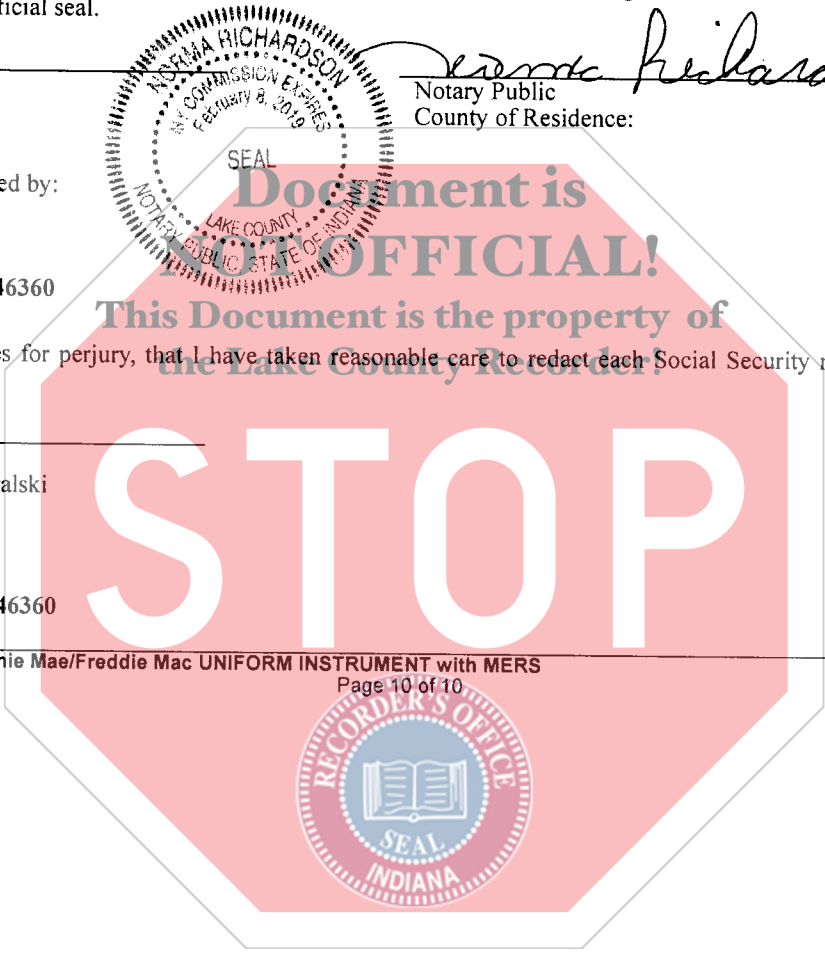 ficial seal.
NORMA RICHARDSON
MY COMMISSION EXPIRES
February 8, 2019
SEAL
LAKE COUNTY
NOTARY PUBLIC, STATE OF INDIANA
Notary Public
County of Residence:
ed by:
Document is
NOT OFFICIAL!
46360
This Document is the property of
the Lake County Recorder!
es for perjury, that I have taken reasonable care to redact each Social Security
STOP
alski
46360
nie Mae/Freddie Mac UNIFORM INSTRUMENT with MERS
Page 10 of 10
RECORDER'S OFFICE
SEAL
INDIANA